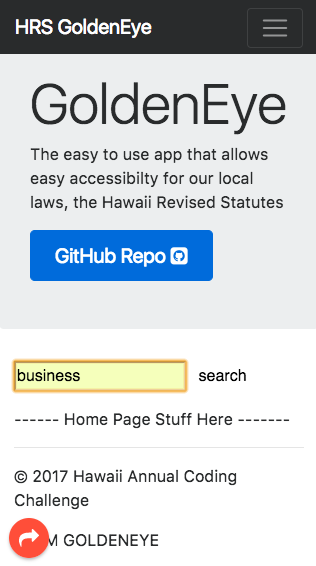 HRS GoldenEye
GoldenEye
The easy to use app that allows
easy accessibilty for our local
laws, the Hawaii Revised Statutes
GitHub Repo
business search
------ Home Page Stuff Here -------
© 2017 Hawaii Annual Coding
Challenge
GOLDENEYE